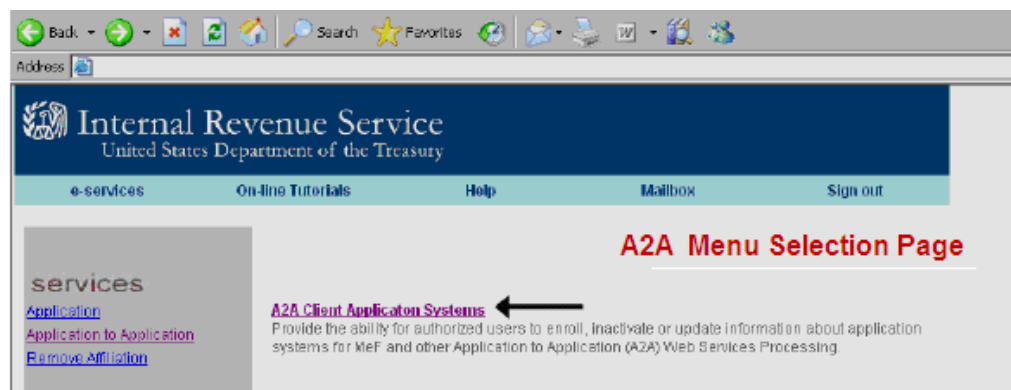 Back Search Favorites
Address
Internal Revenue Service
United States Department of the Treasury
e-services On-line Tutorials Help Mailbox Sign out
A2A Menu Selection Page
services
Application
Application to Application
Remove Affiliation
A2A Client Applicaton Systems
Provide the ability for authorized users to enroll, inactivate or update information about application
systems for MeF and other Application to Application (A2A) Web Services Processing